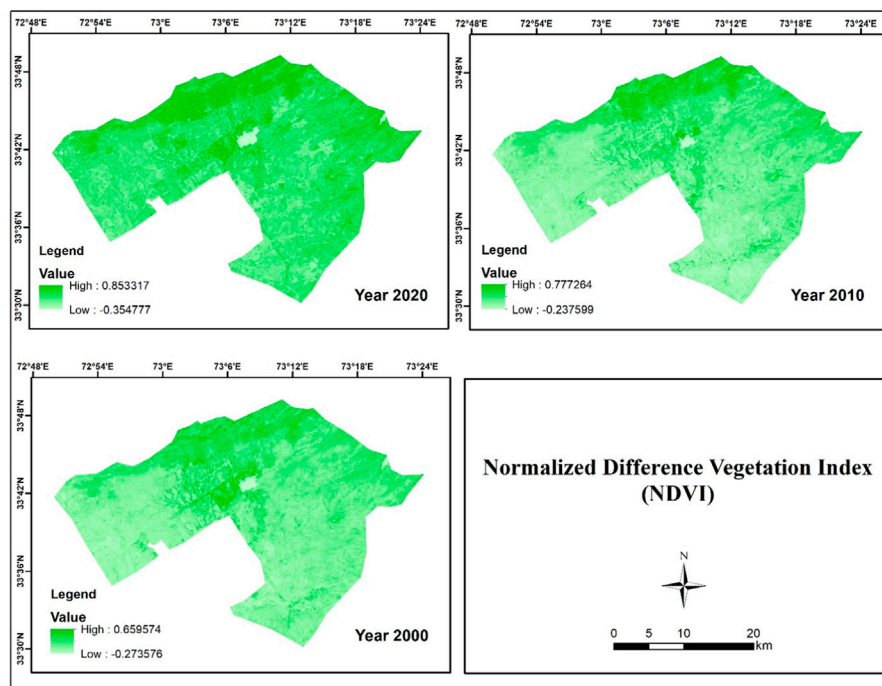 72°48'E 72°54'E 73°0'E 73°6'E 73°12'E 73°18'E 73°24'E
33°48'N
33°42'N
33°36'N
33°30'N
Legend
Value
High : 0.853317
Low : -0.354777
Year 2020
72°48'E 72°54'E 73°0'E 73°6'E 73°12'E 73°18'E 73°24'E
33°48'N
33°42'N
33°36'N
33°30'N
Legend
Value
High : 0.777264
Low : -0.237599
Year 2010
72°48'E 72°54'E 73°0'E 73°6'E 73°12'E 73°18'E 73°24'E
33°48'N
33°42'N
33°36'N
33°30'N
Legend
Value
High : 0.659574
Low : -0.273576
Year 2000
Normalized Difference Vegetation Index
(NDVI)
N
0 5 10 20
km